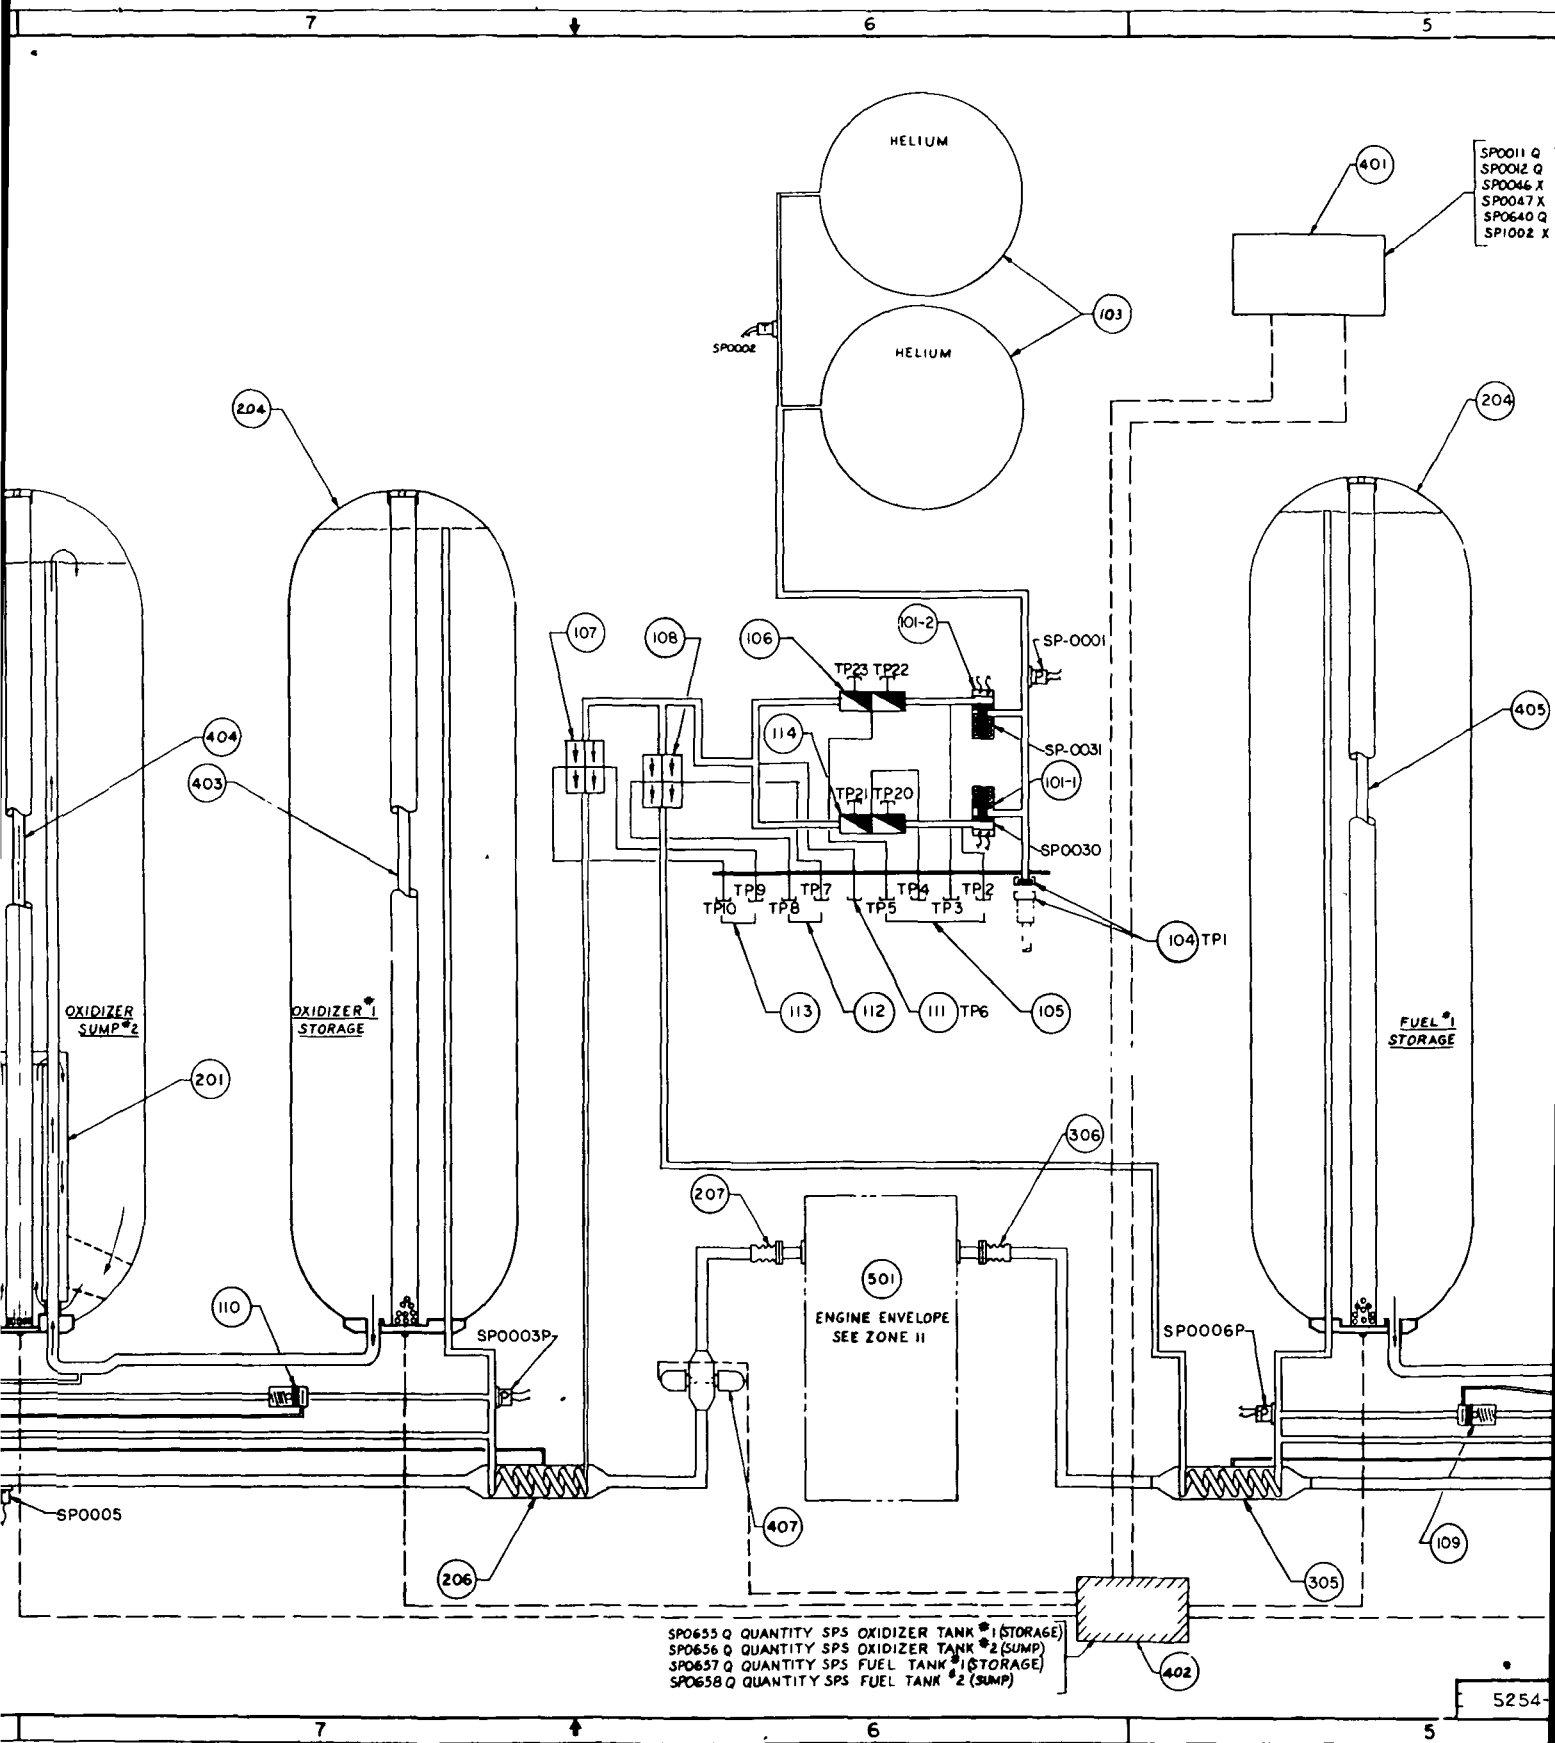 7
6
5
HELIUM
401
SP0011 Q
SP0012 Q
SP0046 X
SP0047 X
SP0640 Q
SP1002 X
T
SP0002
HELIUM
103
204
204
107
108
106
101-2
P
SP-0001
TP23 TP22
404
114
SP-0031
405
403
101-1
TP21 TP20
SP0030
TP10 TP9 TP8 TP7 TP5 TP4 TP3 TP2
104 TP1
113
112
111 TP6
105
OXIDIZER
SUMP #2
OXIDIZER #1
STORAGE
FUEL #1
STORAGE
201
306
207
501
ENGINE ENVELOPE
SEE ZONE 11
110
SP0003P
P
SP0006P
P
SP0005
407
109
206
305
SP0655 Q QUANTITY SPS OXIDIZER TANK #1 (STORAGE)
SP0656 Q QUANTITY SPS OXIDIZER TANK #2 (SUMP)
SP0657 Q QUANTITY SPS FUEL TANK #1 (STORAGE)
SP0658 Q QUANTITY SPS FUEL TANK #2 (SUMP)
402
5254-
7
6
5